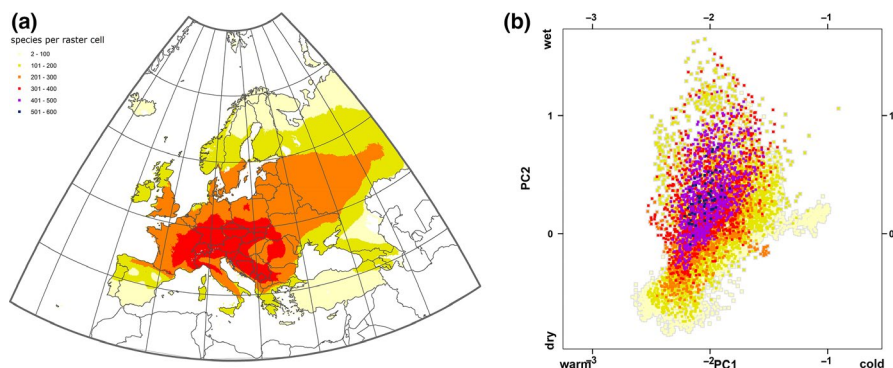 (a)
species per raster cell
2 - 100
101 - 200
201 - 300
301 - 400
401 - 500
501 - 600
(b)
−3 −2 −1
wet
1 1
PC2
0 0
dry
−3 −2 −1
warm PC1 cold